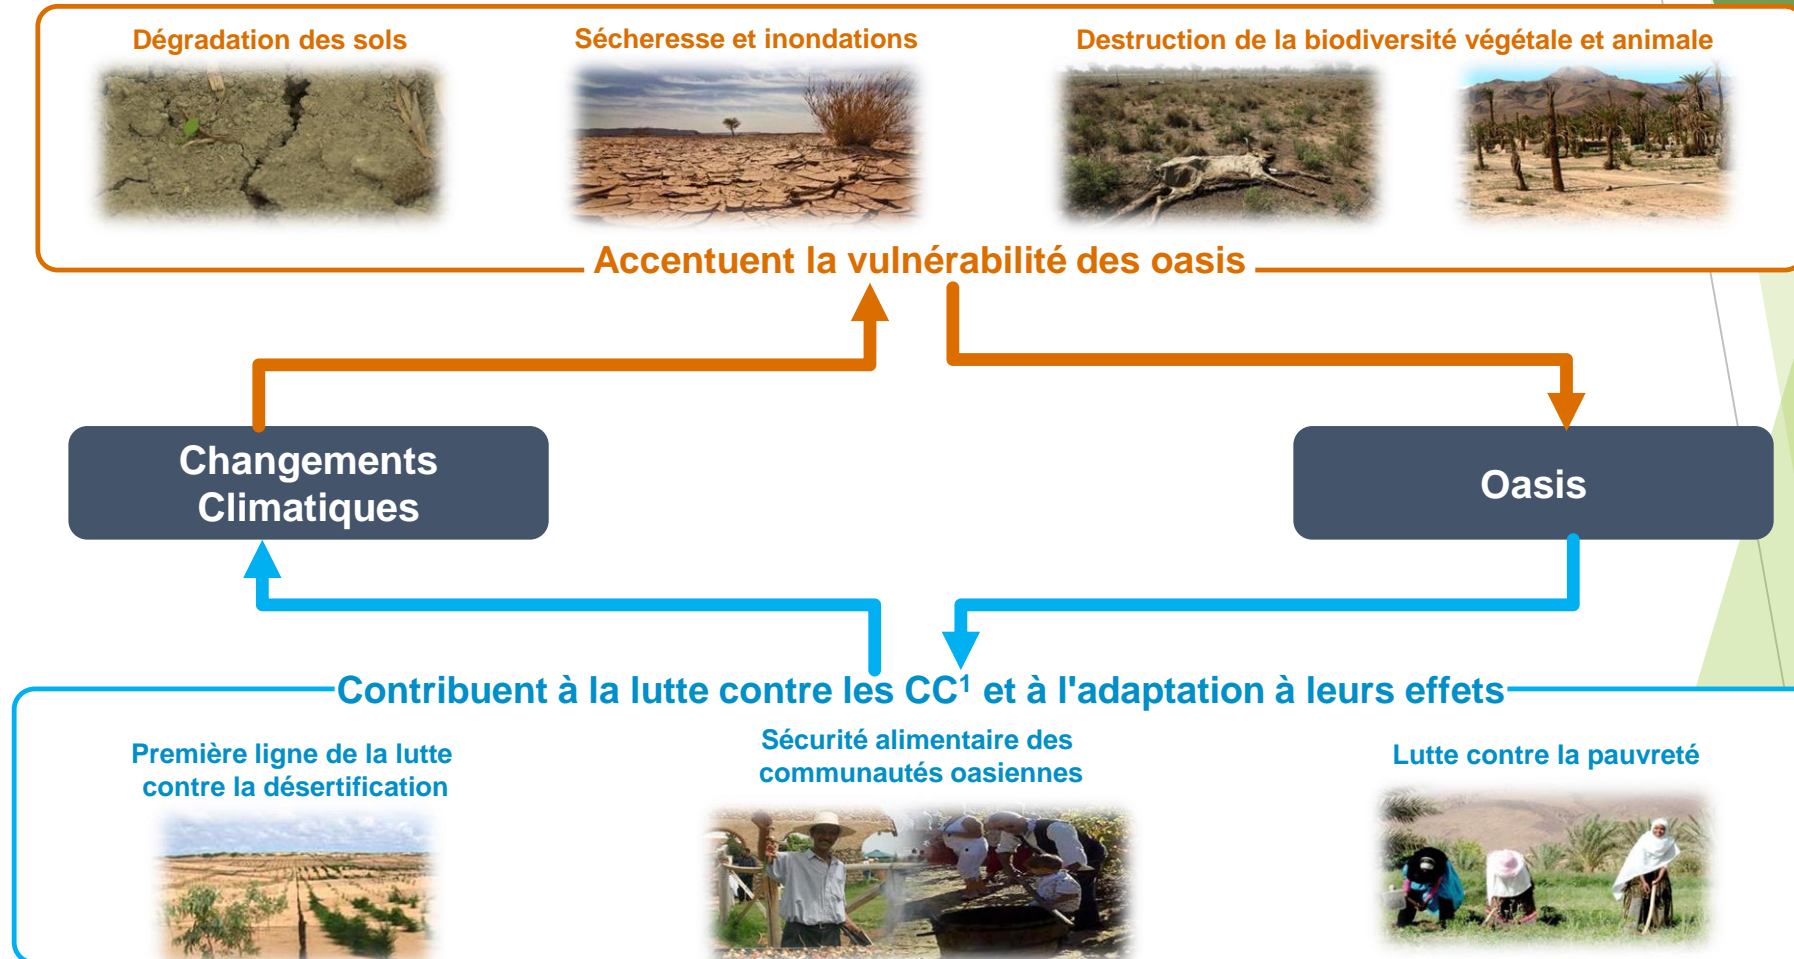 Dégradation des sols
Sécheresse et inondations
Destruction de la biodiversité végétale et animale
Accentuent la vulnérabilité des oasis
Changements
Climatiques
Oasis
Contribuent à la lutte contre les CC¹ et à l'adaptation à leurs effets
Première ligne de la lutte
contre la désertification
Sécurité alimentaire des
communautés oasiennes
Lutte contre la pauvreté